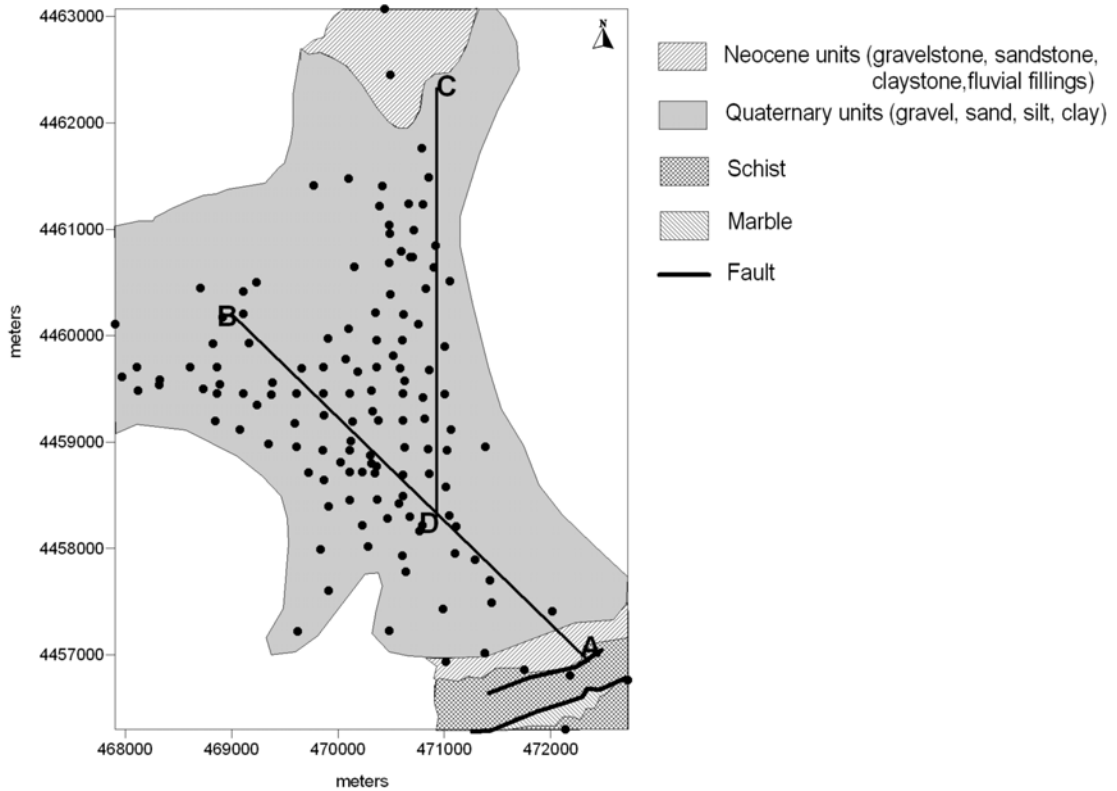 4463000
4462000
4461000
4460000
4459000
4458000
4457000
meters
468000 469000 470000 471000 472000
meters
N
C
B
D
A
Neocene units (gravelstone, sandstone,
claystone,fluvial fillings)
Quaternary units (gravel, sand, silt, clay)
Schist
Marble
Fault